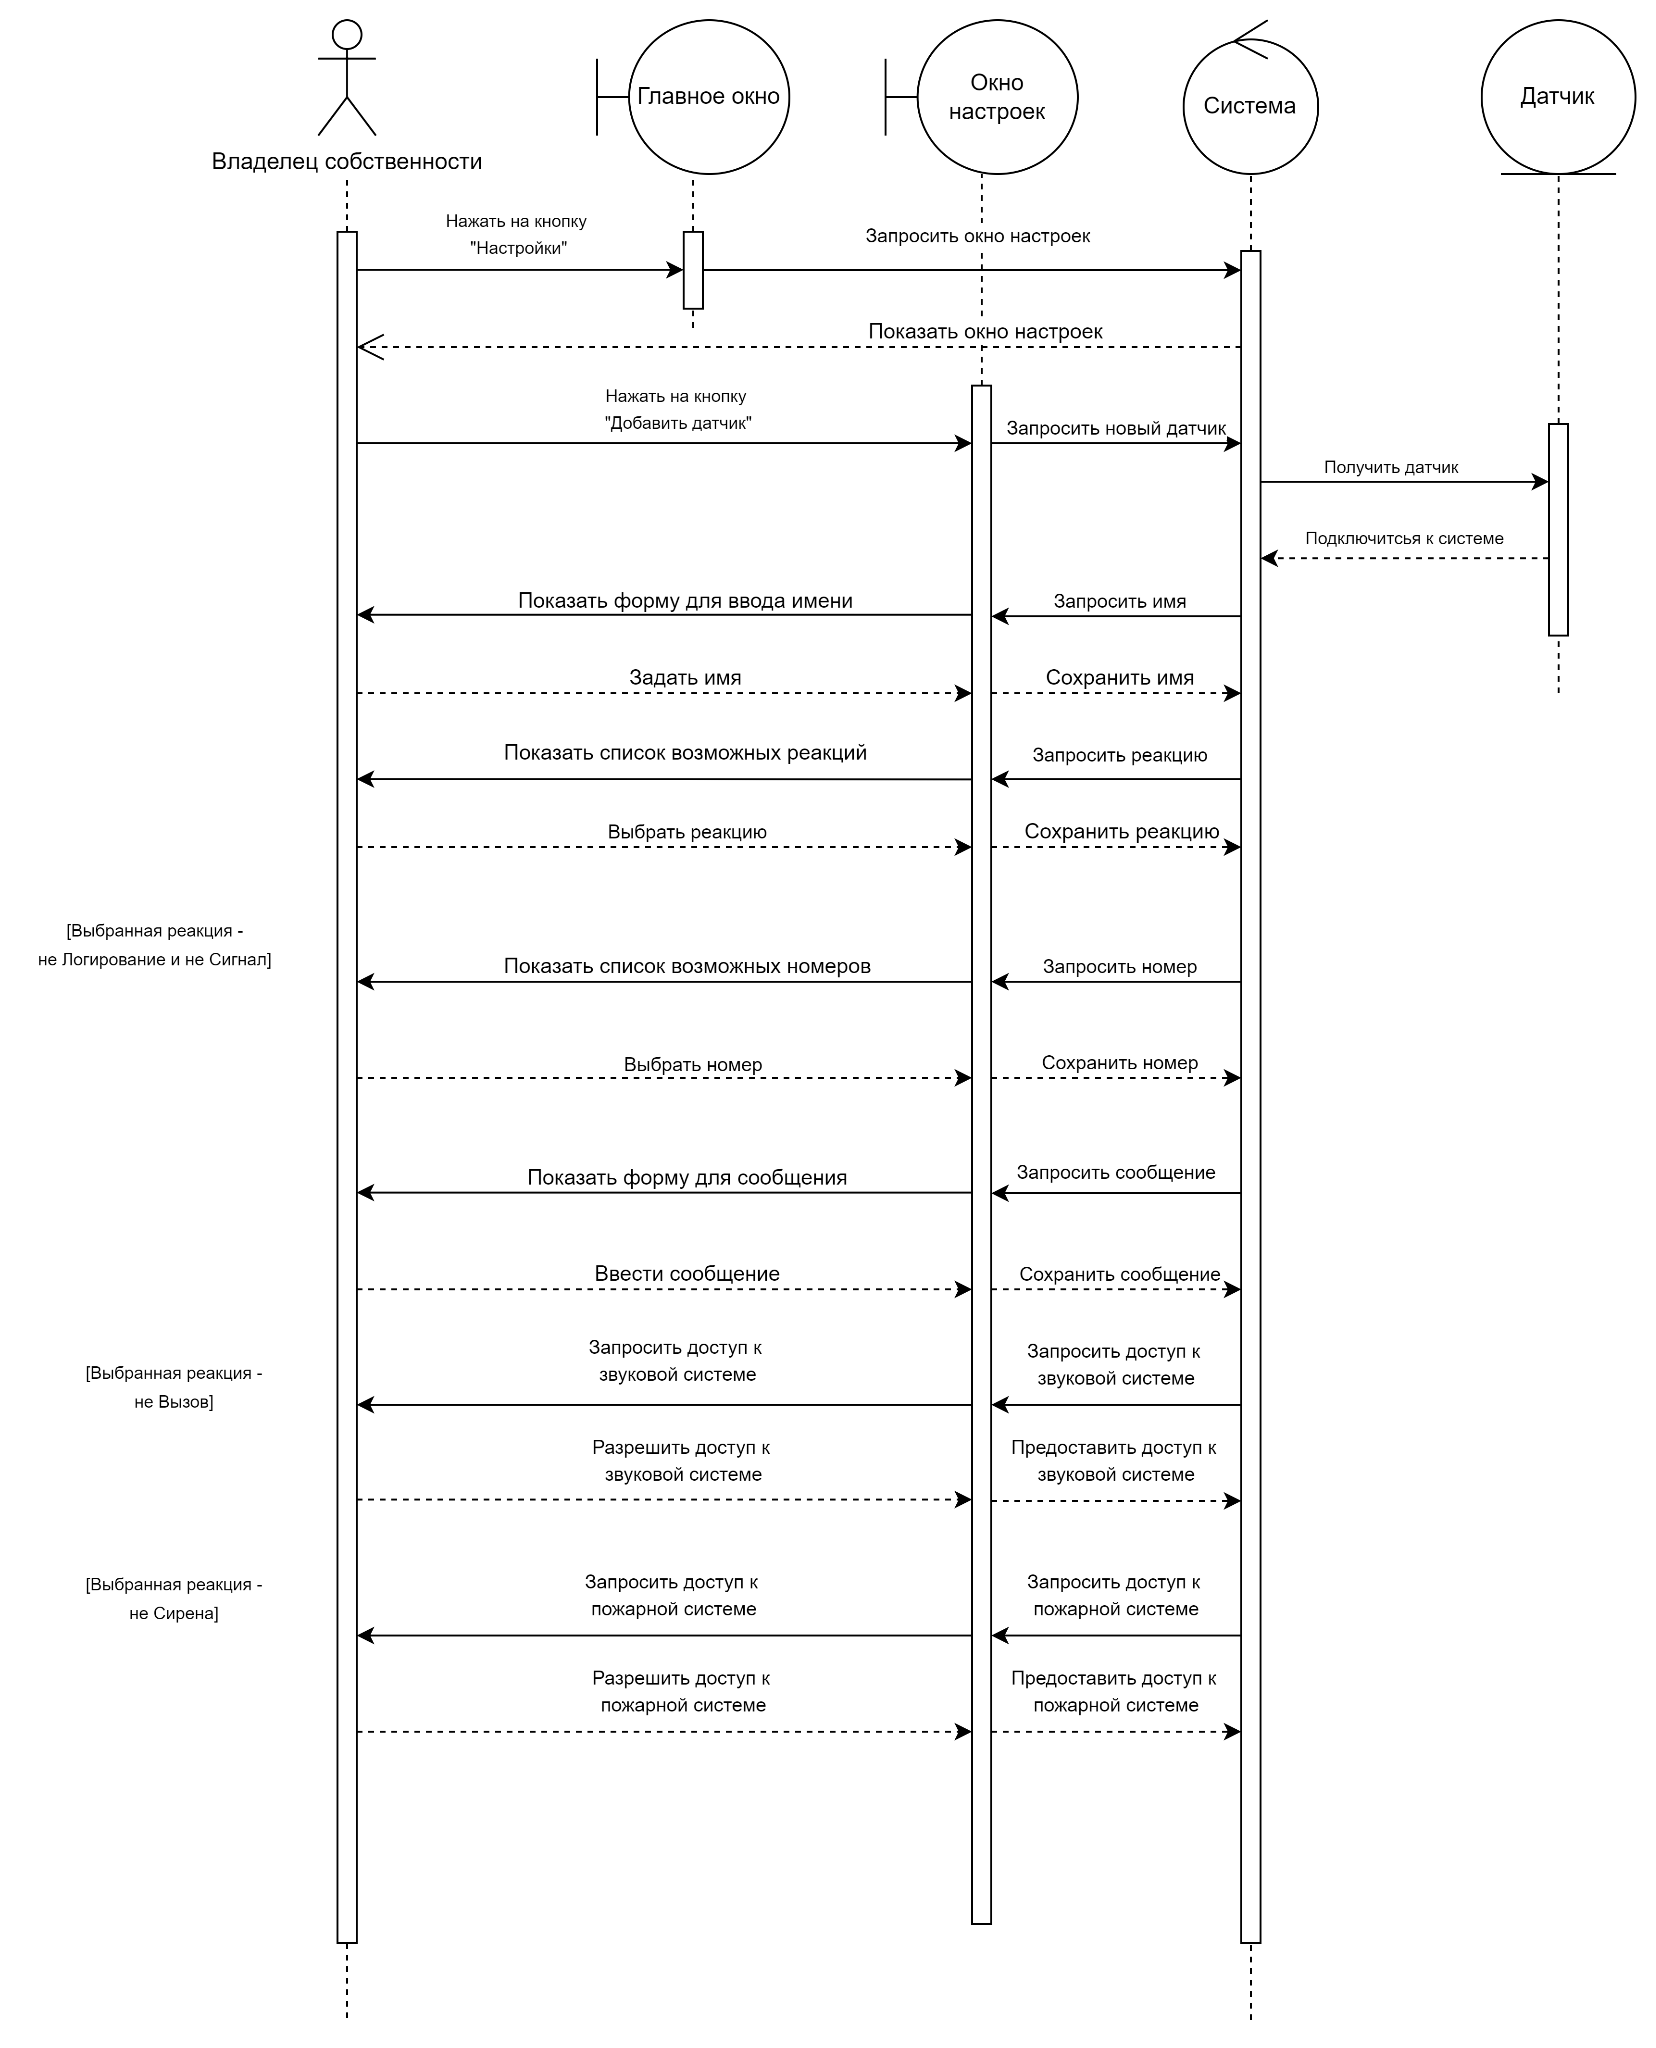 Главное окно
Окно
настроек
Система
Датчик
Владелец собственности
Нажать на кнопку
"Настройки"
Запросить окно настроек
Показать окно настроек
Нажать на кнопку
"Добавить датчик"
Запросить новый датчик
Получить датчик
Подключитсья к системе
Показать форму для ввода имени
Запросить имя
Задать имя
Сохранить имя
Показать список возможных реакций
Запросить реакцию
Выбрать реакцию
Сохранить реакцию
[Выбранная реакция -
не Логирование и не Сигнал]
Показать список возможных номеров
Запросить номер
Выбрать номер
Сохранить номер
Показать форму для сообщения
Запросить сообщение
Ввести сообщение
Сохранить сообщение
[Выбранная реакция -
не Вызов]
Запросить доступ к
звуковой системе
Запросить доступ к
звуковой системе
Разрешить доступ к
звуковой системе
Предоставить доступ к
звуковой системе
[Выбранная реакция -
не Сирена]
Запросить доступ к
пожарной системе
Запросить доступ к
пожарной системе
Разрешить доступ к
пожарной системе
Предоставить доступ к
пожарной системе